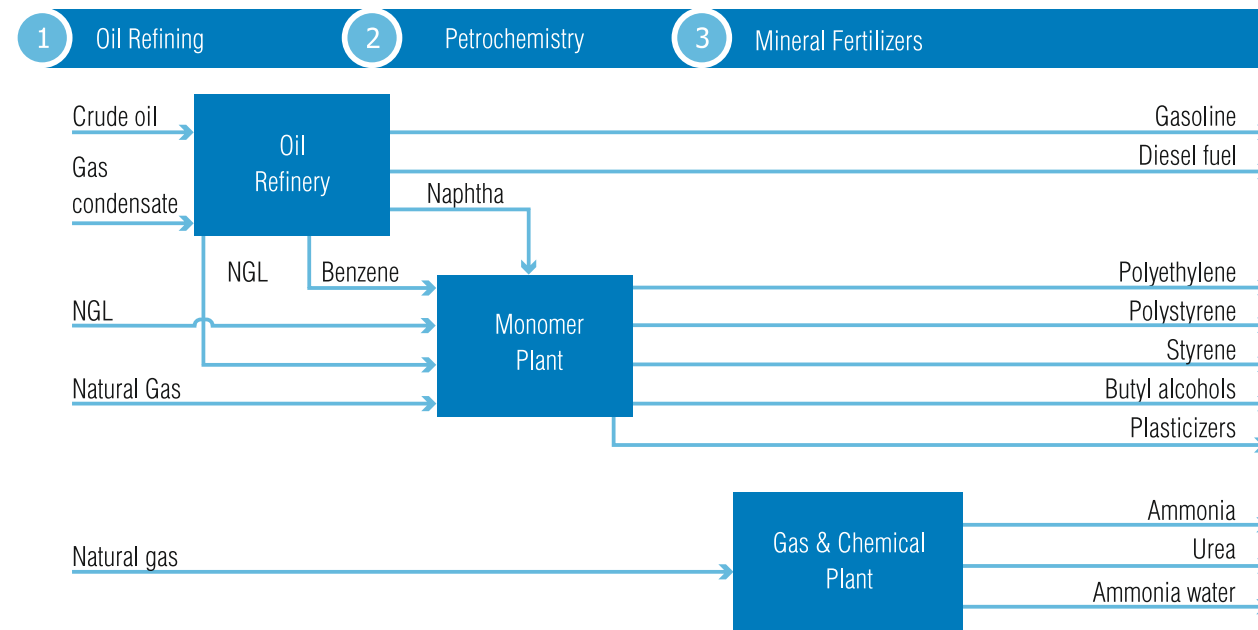 1 Oil Refining 2 Petrochemistry 3 Mineral Fertilizers
Crude oil
Gas
condensate
Oil
Refinery
Gasoline
Diesel fuel
Naphtha
NGL
Benzene
NGL
Natural Gas
Monomer
Plant
Polyethylene
Polystyrene
Styrene
Butyl alcohols
Plasticizers
Natural gas
Gas & Chemical
Plant
Ammonia
Urea
Ammonia water